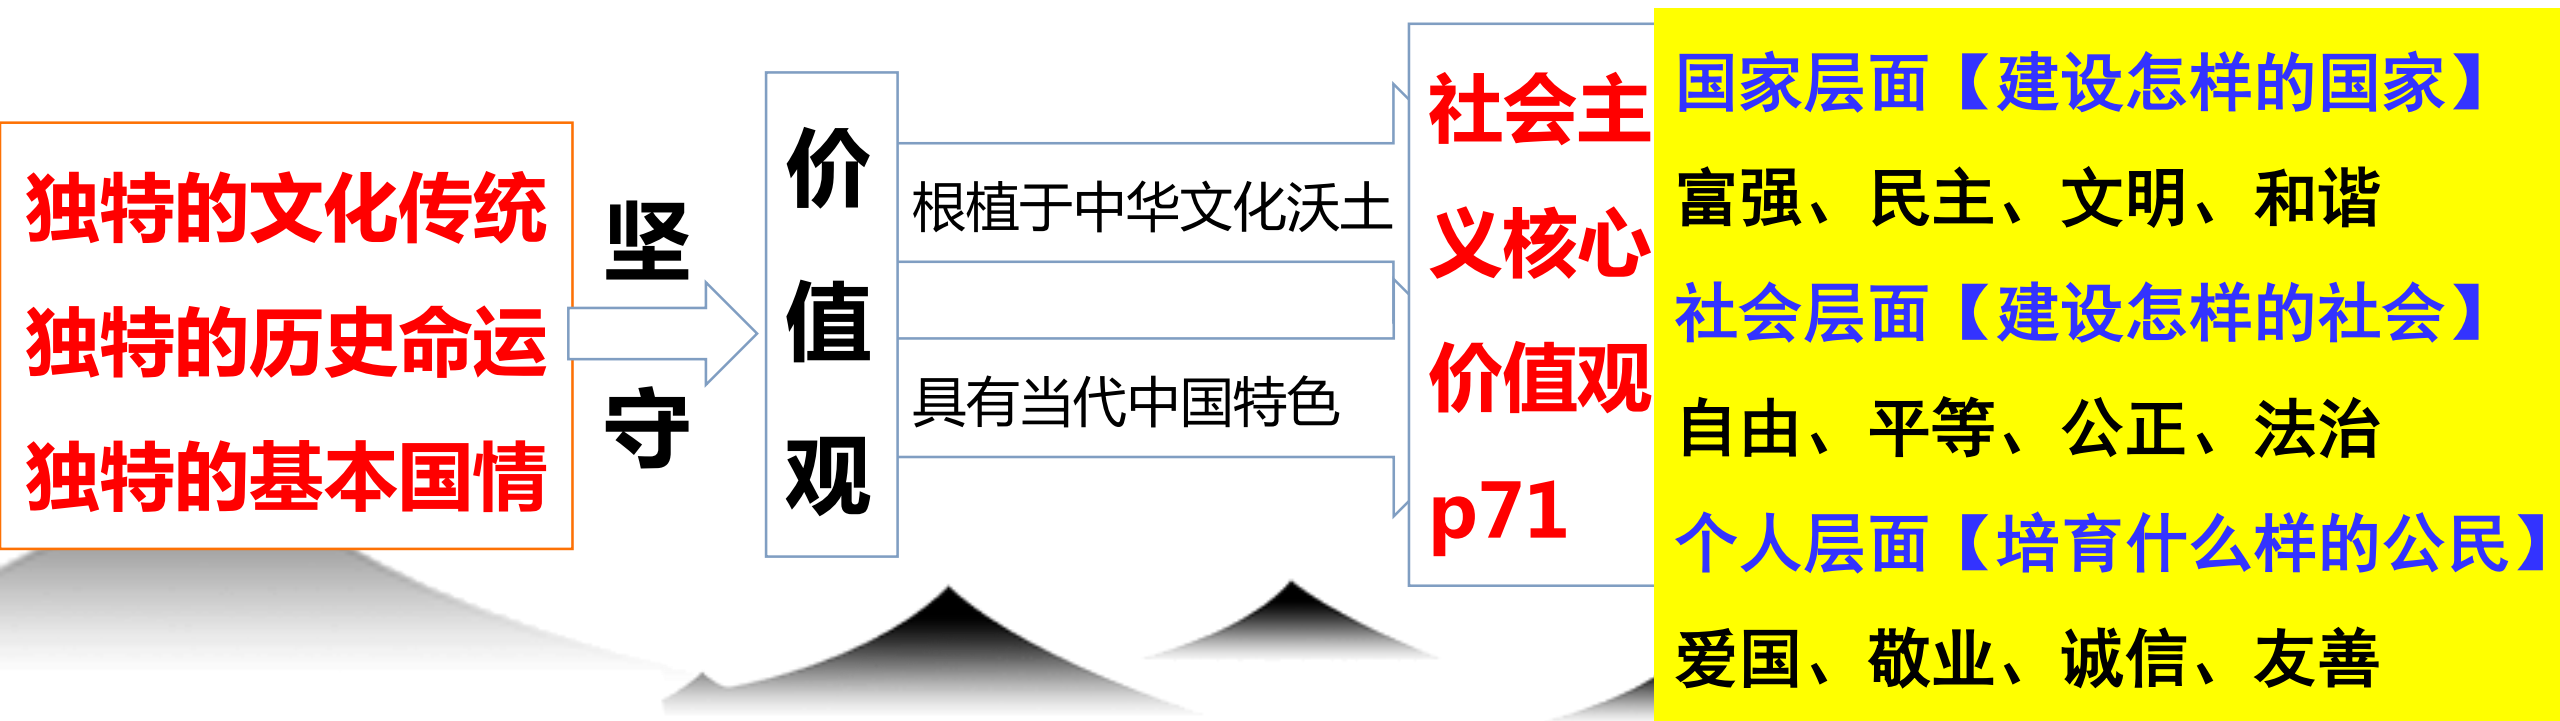 独特的文化传统
独特的历史命运
独特的基本国情
坚
守
价
值
观
根植于中华文化沃土
具有当代中国特色
社会主
义核心
价值观
p71
国家层面【建设怎样的国家】
富强、民主、文明、和谐
社会层面【建设怎样的社会】
自由、平等、公正、法治
个人层面【培育什么样的公民】
爱国、敬业、诚信、友善